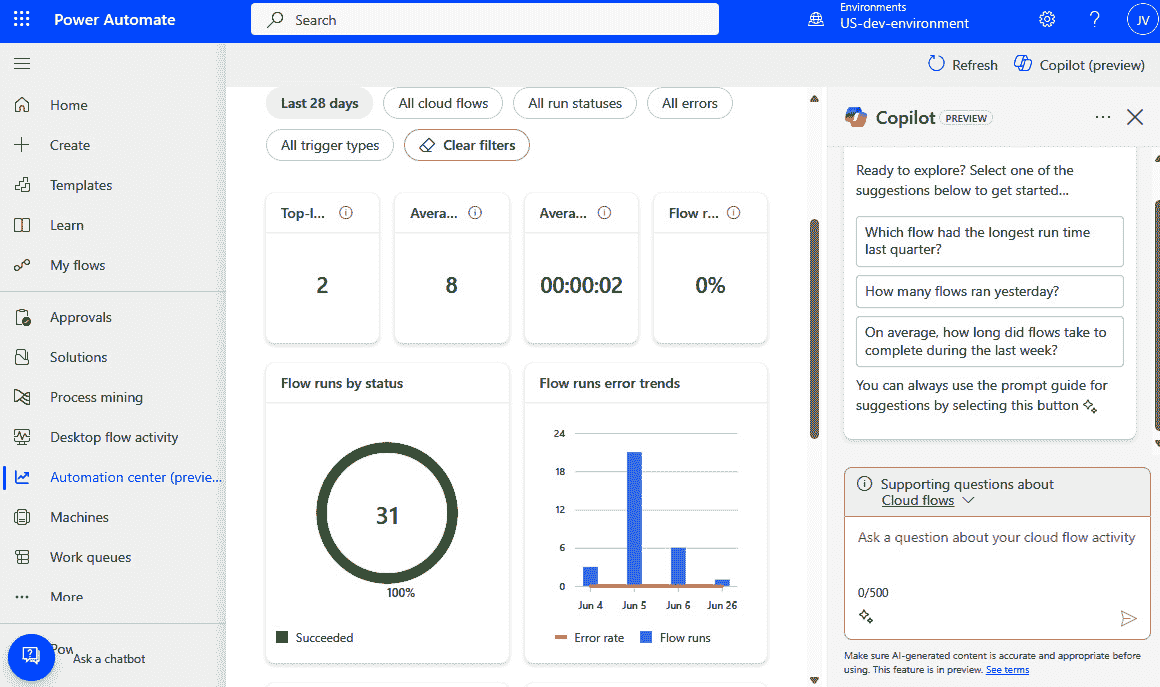 Power Automate
Search
Environments
US-dev-environment
?
JV
Refresh
Copilot (preview)
Home
Create
Templates
Learn
My flows
Approvals
Solutions
Process mining
Desktop flow activity
Automation center (previe...
Machines
Work queues
More
Pow
Ask a chatbot
Last 28 days
All cloud flows
All run statuses
All errors
All trigger types
Clear filters
Top-l...
Avera...
Avera...
Flow r...
2
8
00:00:02
0%
Flow runs by status
31
100%
Succeeded
Flow runs error trends
24
18
12
6
0
Jun 4
Jun 5
Jun 6
Jun 26
Error rate
Flow runs
Copilot
PREVIEW
Ready to explore? Select one of the
suggestions below to get started...
Which flow had the longest run time
last quarter?
How many flows ran yesterday?
On average, how long did flows take to
complete during the last week?
You can always use the prompt guide for
suggestions by selecting this button
Supporting questions about
Cloud flows
Ask a question about your cloud flow activity
0/500
Make sure AI-generated content is accurate and appropriate before
using. This feature is in preview. See terms